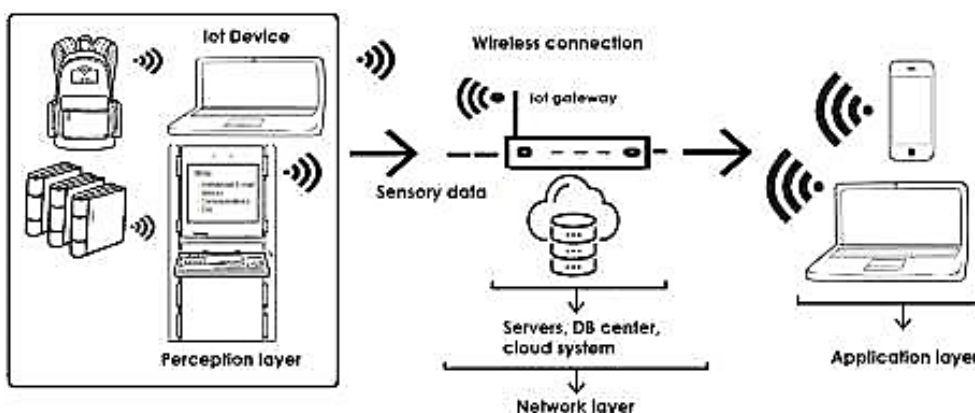 IoT Device
Wireless connection
IoT gateway
Sensory data
Perception layer
Servers, DB center,
cloud system
Network layer
Application layer